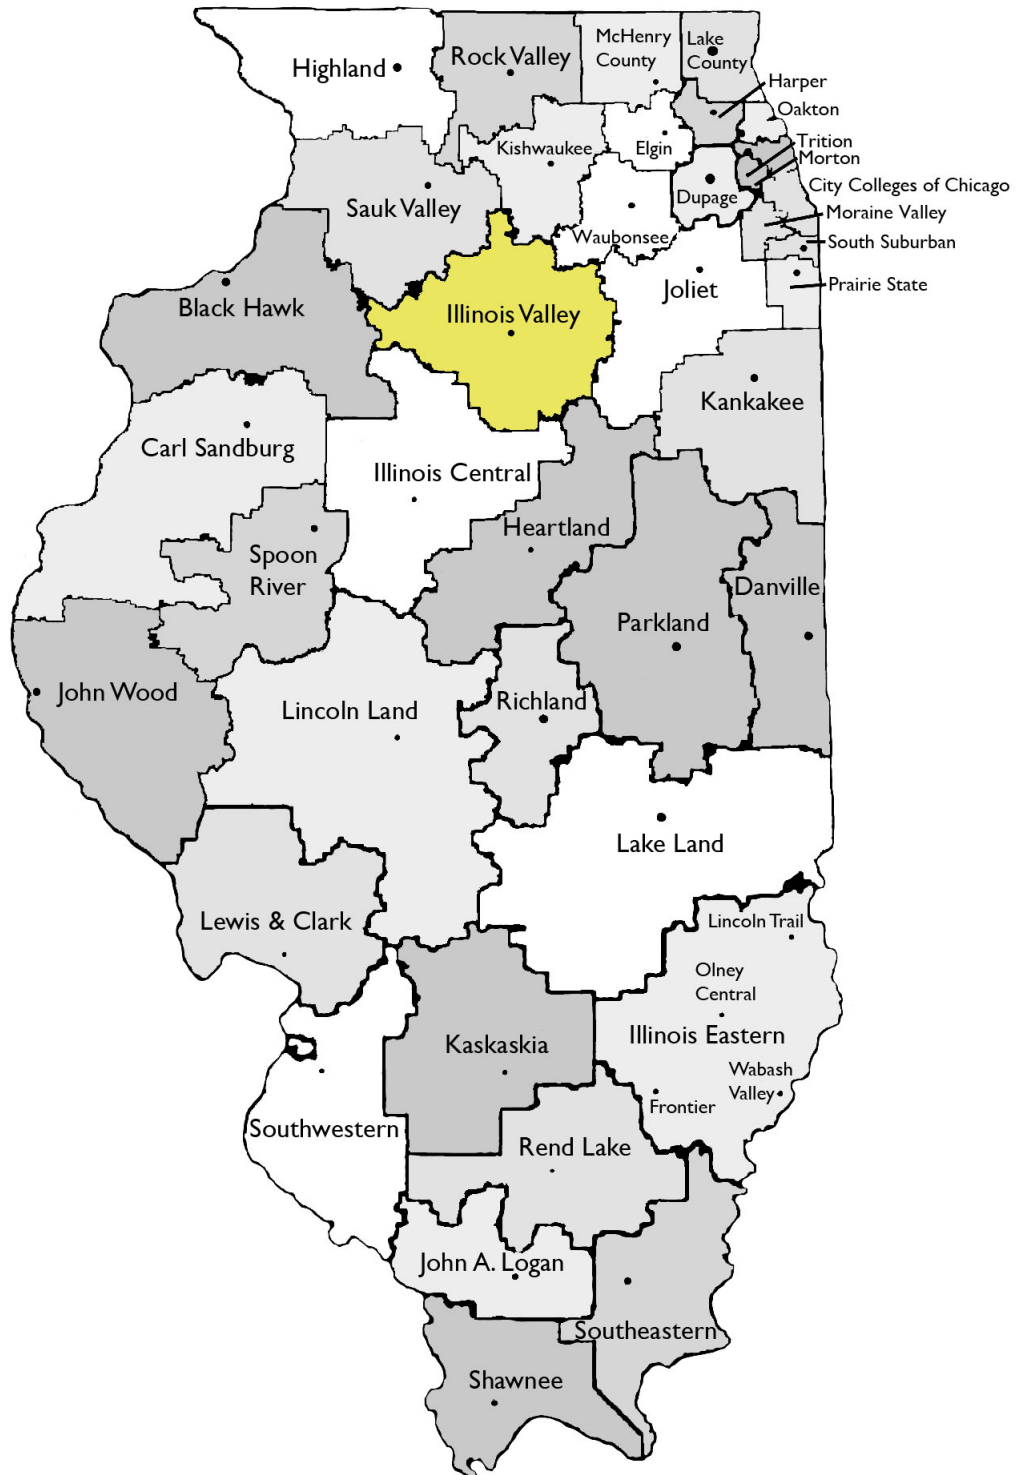 McHenry
County
Lake
County
Rock Valley
Highland
Harper
Oakton
Trition
Morton
Kishwaukee
Elgin
City Colleges of Chicago
Dupage
Sauk Valley
Moraine Valley
Waubonsee
South Suburban
Joliet
Prairie State
Black Hawk
Illinois Valley
Kankakee
Carl Sandburg
Illinois Central
Heartland
Spoon
River
Danville
Parkland
John Wood
Richland
Lincoln Land
Lake Land
Lewis & Clark
Lincoln Trail
Olney
Central
Illinois Eastern
Kaskaskia
Wabash
Valley
Frontier
Southwestern
Rend Lake
John A. Logan
Southeastern
Shawnee